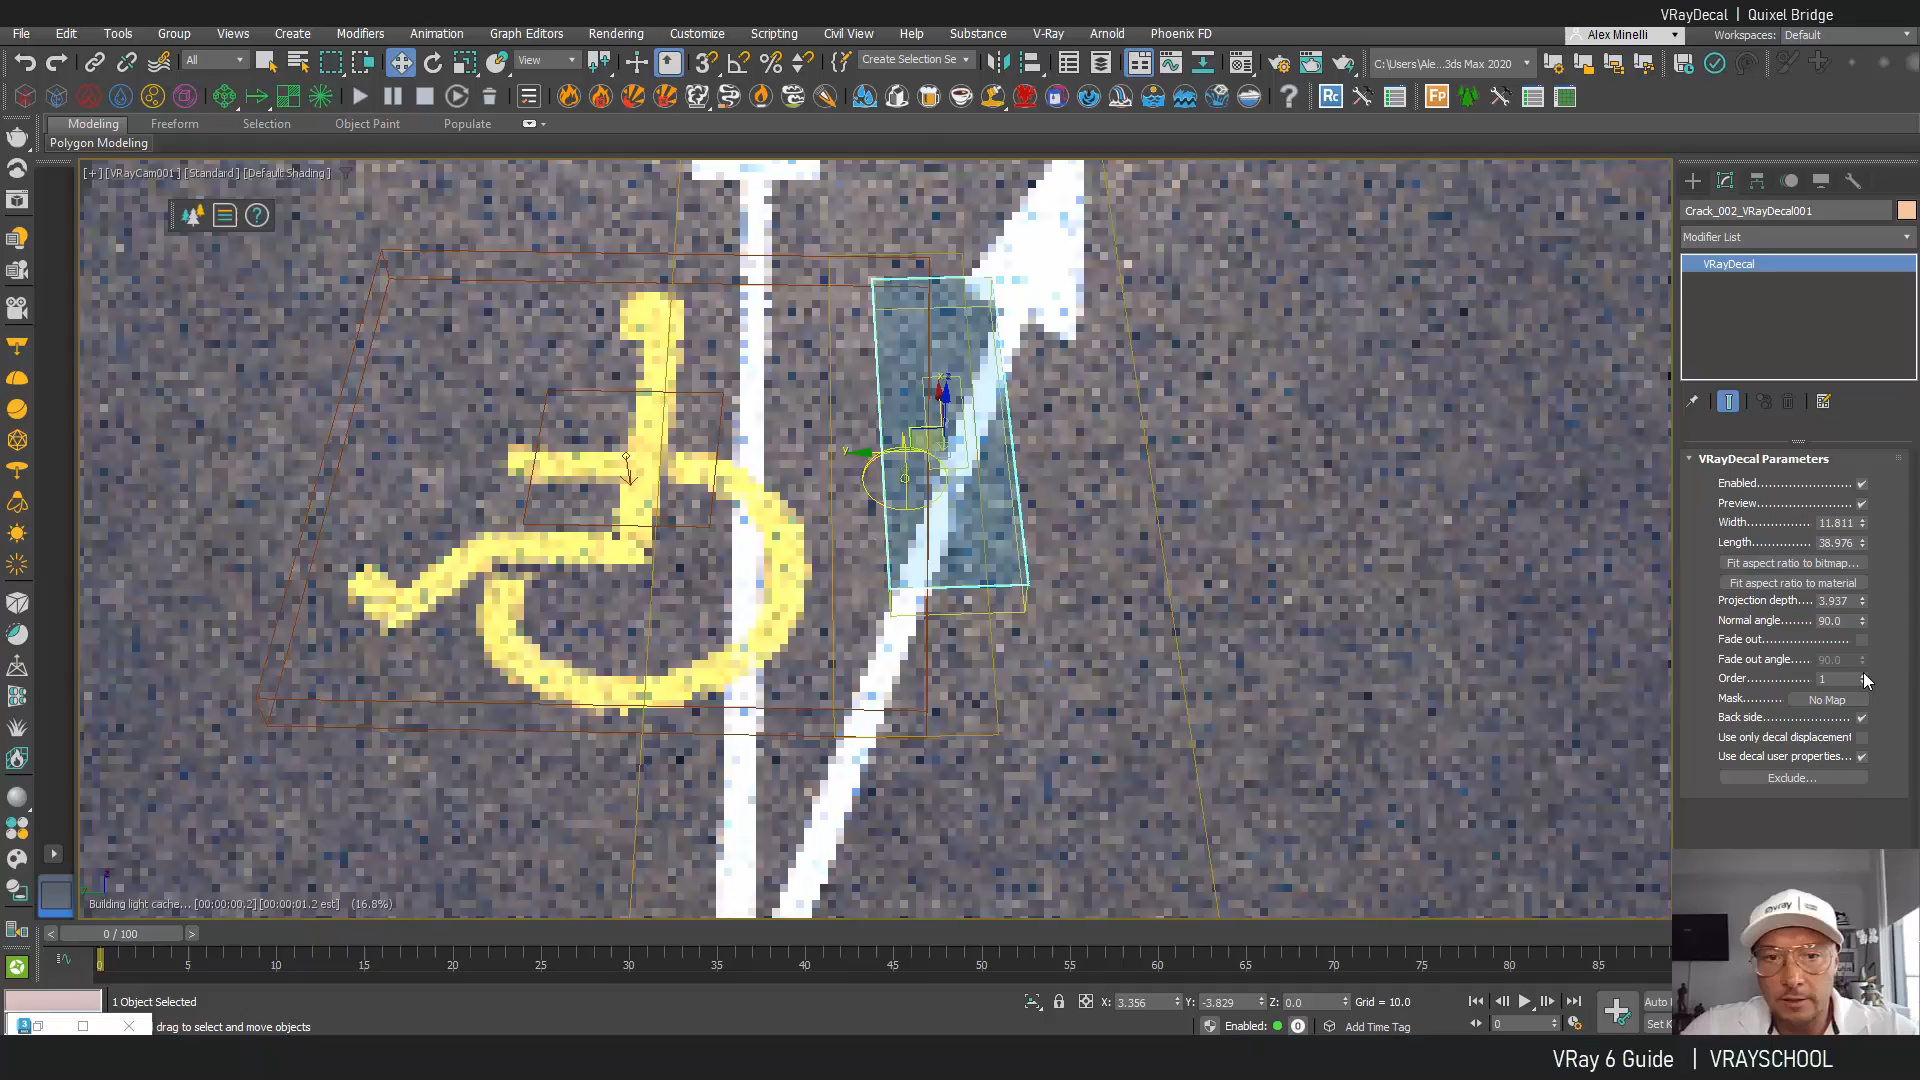 VRayDecal | Quixel Bridge
File Edit Tools Group Views Create Modifiers Animation Graph Editors Rendering Customize Scripting Civil View Help Substance V-Ray Arnold Phoenix FD
Alex Minelli Workspaces: Default
All View Create Selection Se C:\Users\Ale...3ds Max 2020
Rc Fp
Modeling Freeform Selection Object Paint Populate
Polygon Modeling
[+] [VRayCam001] [Standard] [Default Shading]
Crack_002_VRayDecal001
Modifier List
VRayDecal
VRayDecal Parameters
Enabled
Preview
Width 11.811
Length 38.976
Fit aspect ratio to bitmap...
Fit aspect ratio to material
Projection depth 3.937
Normal angle 90.0
Fade out
Fade out angle 90.0
Order 1
Mask No Map
Back side
Use only decal displacement
Use decal user properties...
Exclude...
x
y
vray
Building light cache... [00:00:00.2] [00:00:01.2 est] (16.8%)
< 0 / 100 >
0 5 10 15 20 25 30 35 40 45 50 55 60 65 70 75 80 85
1 Object Selected X: 3.356 Y: -3.829 Z: 0.0 Grid = 10.0 Auto
3 drag to select and move objects Enabled: 0 Add Time Tag 0 Set K
VRay 6 Guide | VRAYSCHOOL